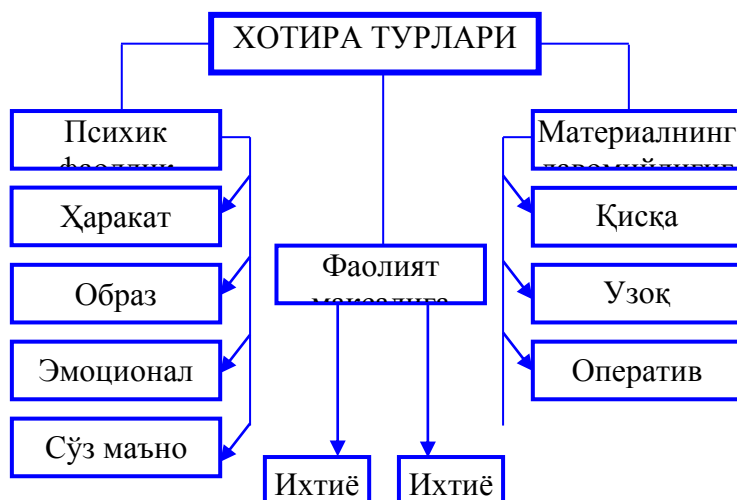 ХОТИРА ТУРЛАРИ
Психик
Ҳаракат
Образ
Эмоционал
Сўз маъно
Фаолият
Ихтиё
Ихтиё
Материалнинг
Қисқа
Узоқ
Оператив